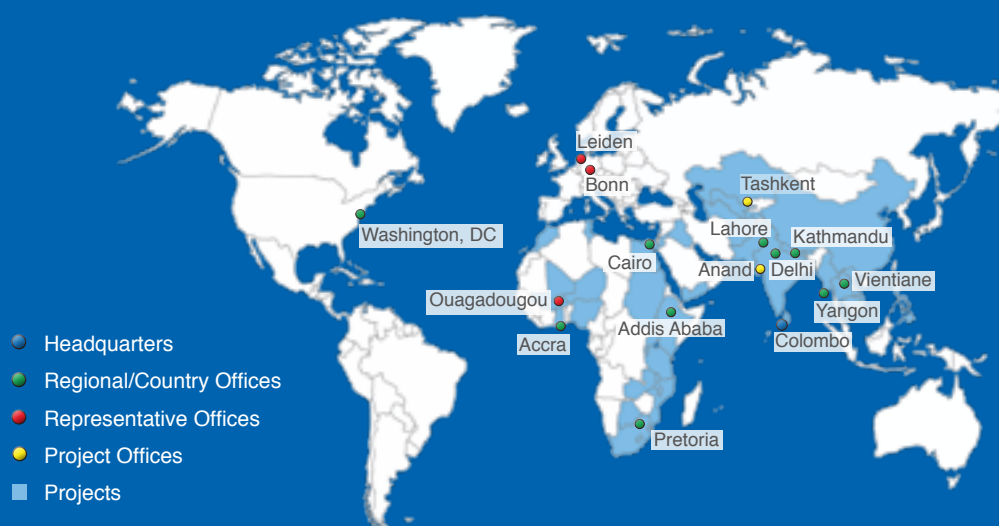 Leiden
Bonn
Tashkent
Washington, DC
Lahore
Kathmandu
Cairo
Anand
Delhi
Vientiane
Ouagadougou
Yangon
Addis Ababa
Accra
Colombo
Pretoria
Headquarters
Regional/Country Offices
Representative Offices
Project Offices
Projects